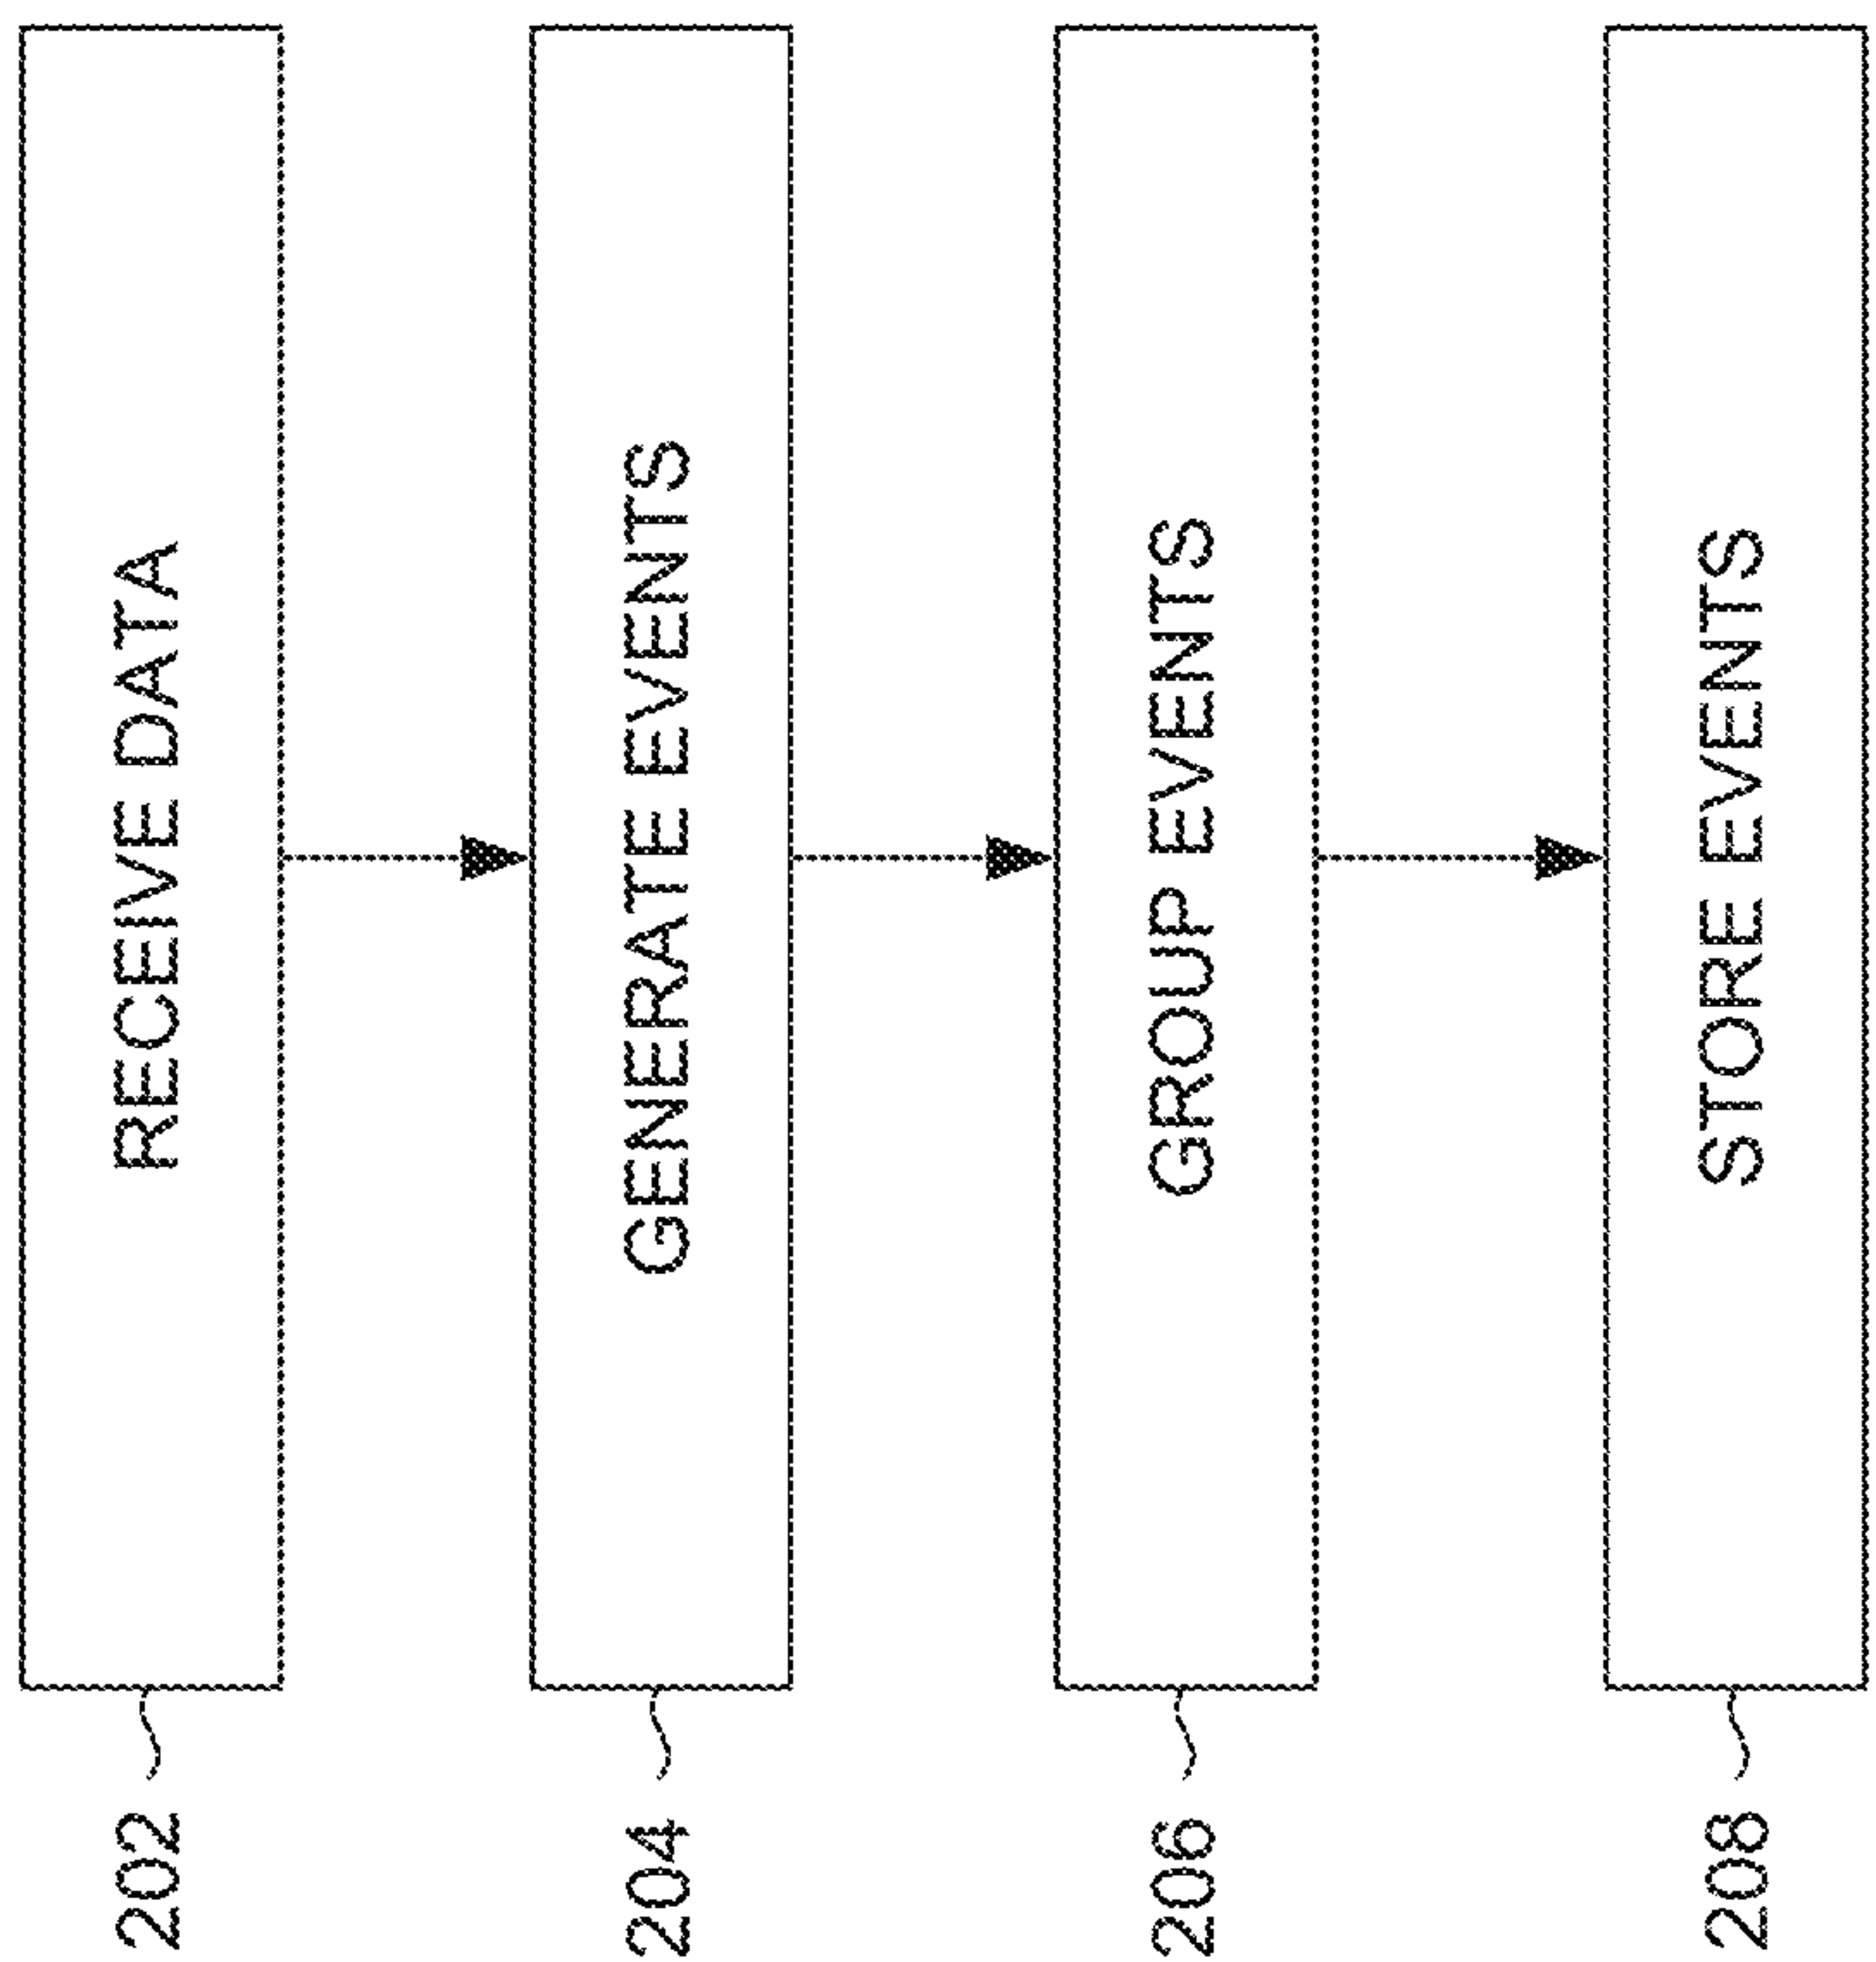 202
RECEIVE DATA
204
GENERATE EVENTS
206
GROUP EVENTS
208
STORE EVENTS